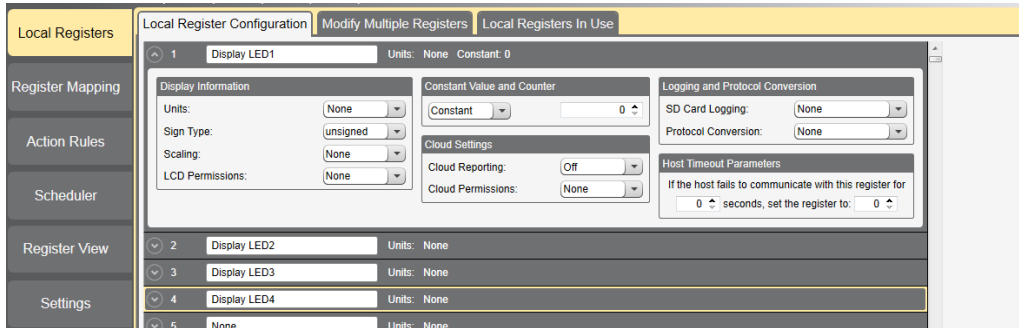 Local Registers
Register Mapping
Action Rules
Scheduler
Register View
Settings
Local Register Configuration Modify Multiple Registers Local Registers In Use
1 Display LED1 Units: None Constant: 0
Display Information
Units: None
Sign Type: unsigned
Scaling: None
LCD Permissions: None
Constant Value and Counter
Constant 0
Cloud Settings
Cloud Reporting: Off
Cloud Permissions: None
Logging and Protocol Conversion
SD Card Logging: None
Protocol Conversion: None
Host Timeout Parameters
If the host fails to communicate with this register for
0 seconds, set the register to: 0
2 Display LED2 Units: None
3 Display LED3 Units: None
4 Display LED4 Units: None
5 None Units: None